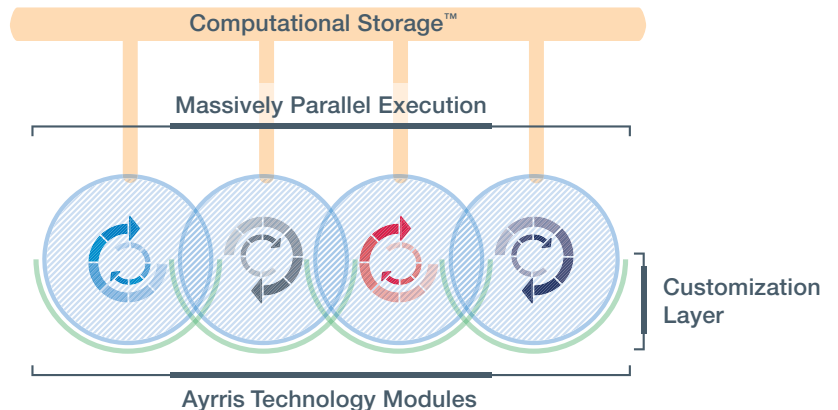 Computational Storage™
Massively Parallel Execution
Customization
Layer
Ayrris Technology Modules